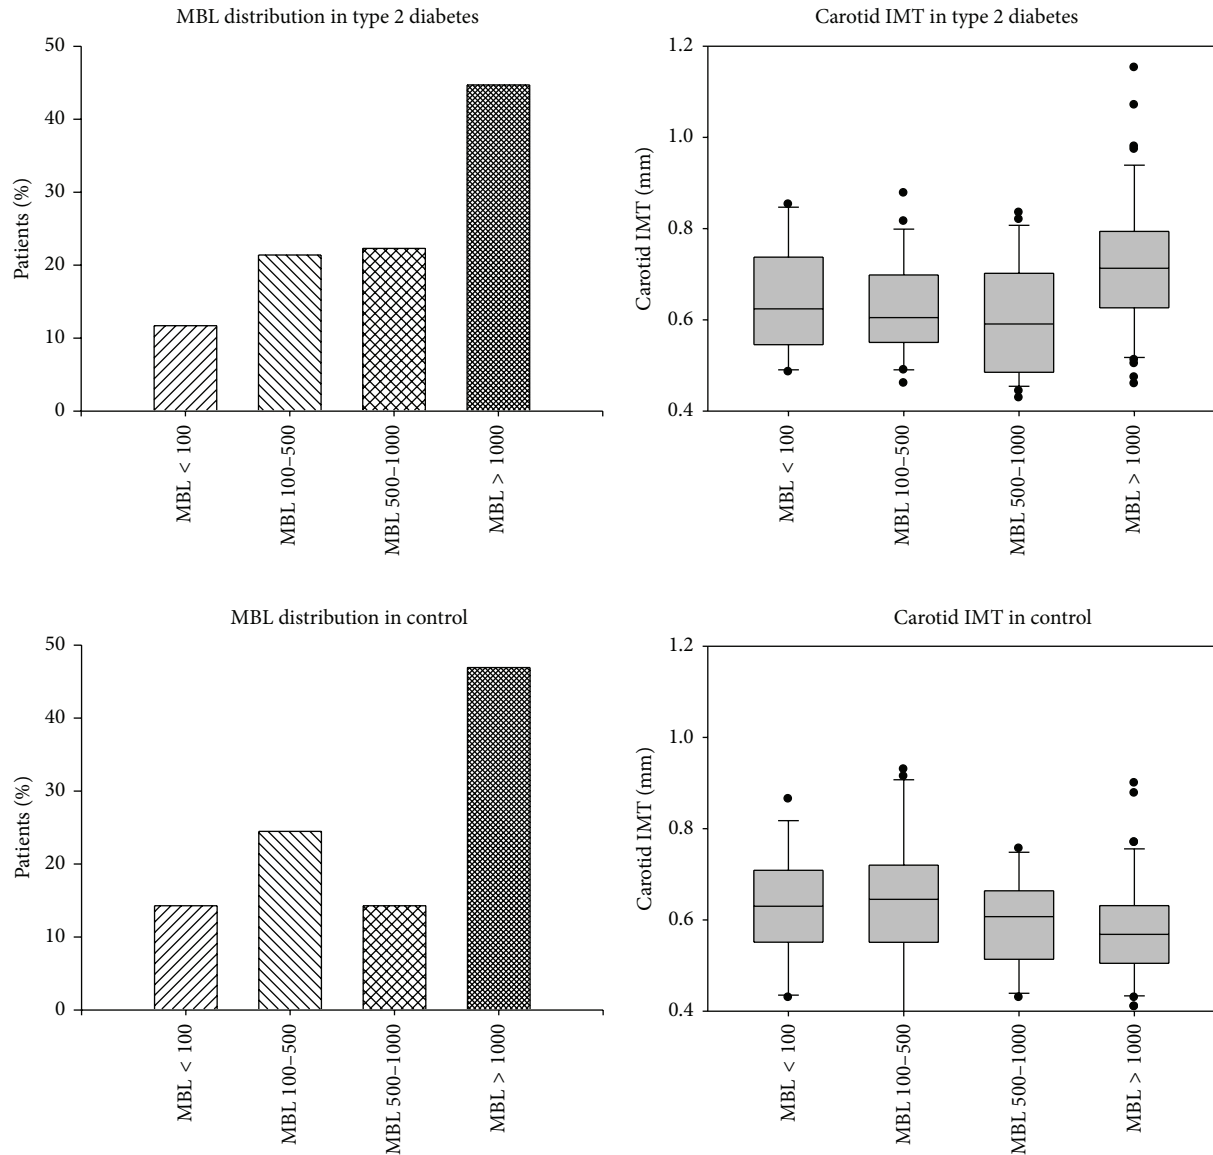 MBL distribution in type 2 diabetes
50
40
30
20
10
0
Patients (%)
MBL < 100
MBL 100–500
MBL 500–1000
MBL > 1000
Carotid IMT in type 2 diabetes
1.2
1.0
0.8
0.6
0.4
Carotid IMT (mm)
MBL < 100
MBL 100–500
MBL 500–1000
MBL > 1000
MBL distribution in control
50
40
30
20
10
0
Patients (%)
MBL < 100
MBL 100–500
MBL 500–1000
MBL > 1000
Carotid IMT in control
1.2
1.0
0.8
0.6
0.4
Carotid IMT (mm)
MBL < 100
MBL 100–500
MBL 500–1000
MBL > 1000